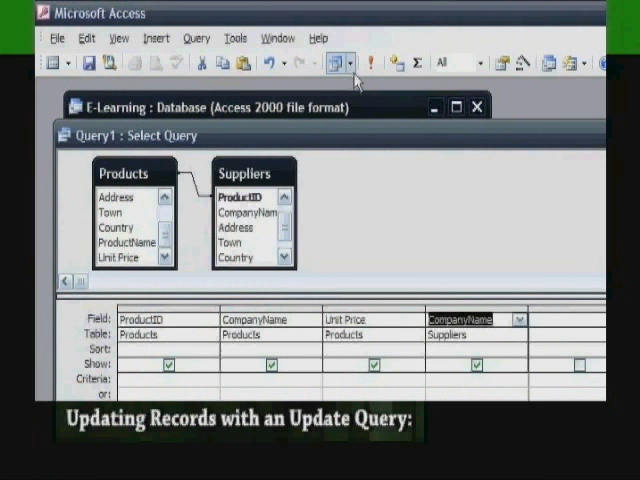 Microsoft Access
File Edit View Insert Query Tools Window Help
Σ All
E-Learning : Database (Access 2000 file format)
Query1 : Select Query
Products Suppliers
Address ProductID
Town CompanyNam
Country Address
ProductName Town
Unit Price Country
Field: ProductID CompanyName Unit Price CompanyName
Table: Products Products Products Suppliers
Sort:
Show:
Criteria:
or:
Updating Records with an Update Query: